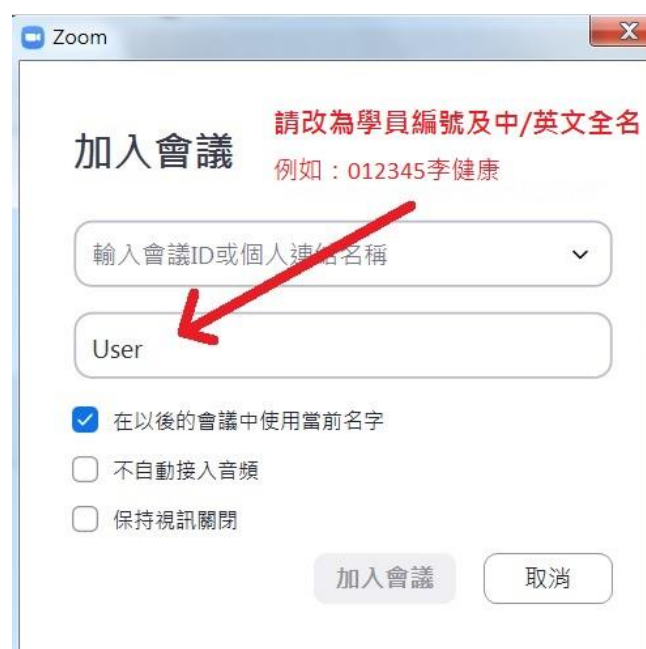 Zoom
請改為學員編號及中/英文全名
加入會議
例如：012345李健康
輸入會議ID或個人連結名稱
User
在以後的會議中使用當前名字
不自動接入音頻
保持視訊關閉
加入會議
取消